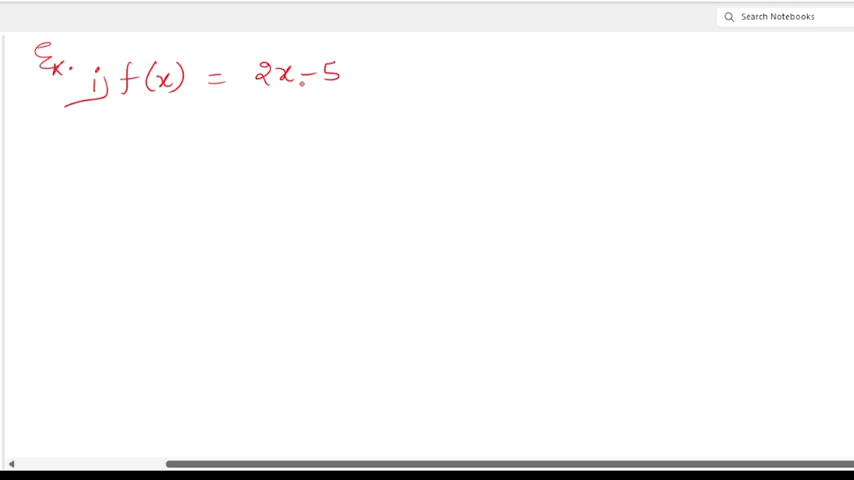 Search Notebooks
Ex. i) f(x) = 2x - 5